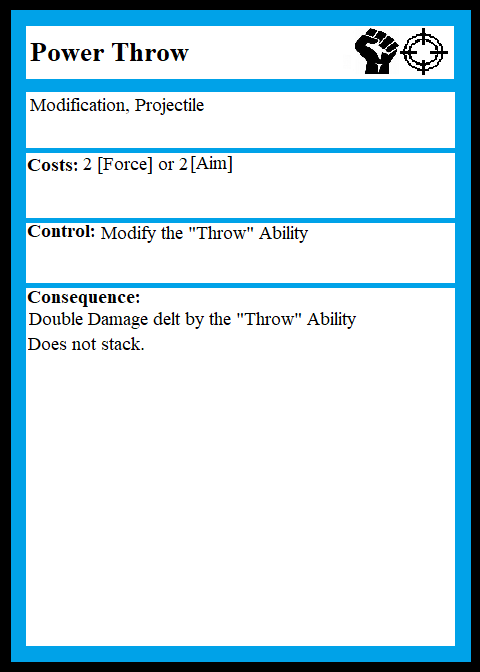 Power Throw
Modification, Projectile
Costs: 2 [Force] or 2 [Aim]
Control: Modify the "Throw" Ability
Consequence:
Double Damage delt by the "Throw" Ability
Does not stack.